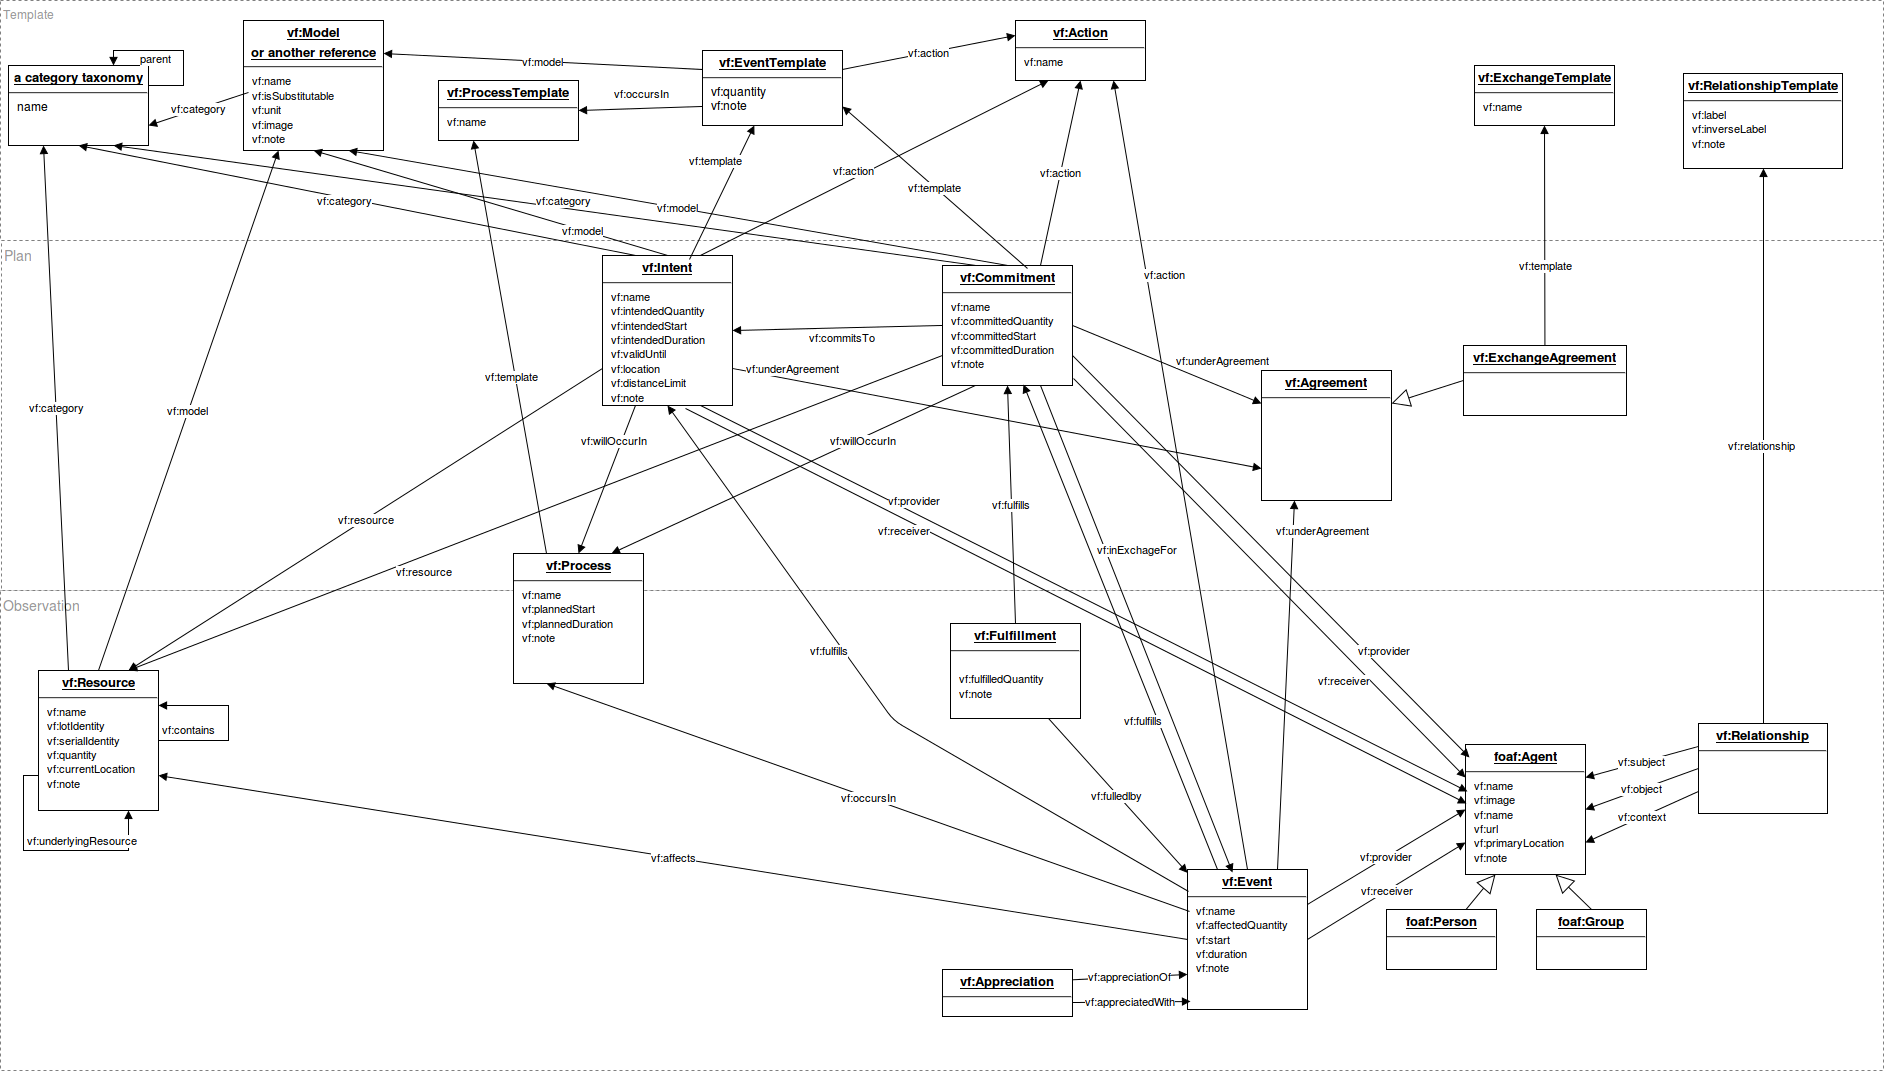 Template
a category taxonomy
name
parent
vf:category
vf:Model
or another reference
vf:name
vf:isSubstitutable
vf:unit
vf:image
vf:note
vf:model
vf:ProcessTemplate
vf:name
vf:occursIn
vf:EventTemplate
vf:quantity
vf:note
vf:action
vf:Action
vf:name
vf:ExchangeTemplate
vf:name
vf:RelationshipTemplate
vf:label
vf:inverseLabel
vf:note
vf:template
vf:action
vf:template
vf:action
vf:category
vf:category
vf:model
vf:model
Plan
vf:Intent
vf:name
vf:intendedQuantity
vf:intendedStart
vf:intendedDuration
vf:validUntil
vf:location
vf:distanceLimit
vf:note
vf:commitsTo
vf:underAgreement
vf:Commitment
vf:name
vf:committedQuantity
vf:committedStart
vf:committedDuration
vf:note
vf:action
vf:template
vf:underAgreement
vf:Agreement
vf:ExchangeAgreement
vf:template
vf:category
vf:model
vf:willOccurIn
vf:willOccurIn
vf:relationship
vf:resource
vf:resource
vf:provider
vf:receiver
vf:fulfills
vf:inExchageFor
vf:underAgreement
vf:Process
vf:name
vf:plannedStart
vf:plannedDuration
vf:note
Observation
vf:Resource
vf:name
vf:lotIdentity
vf:serialIdentity
vf:quantity
vf:currentLocation
vf:note
vf:contains
vf:underlyingResource
vf:fulfills
vf:Fulfillment
vf:fulfilledQuantity
vf:note
vf:fulfills
vf:provider
vf:receiver
vf:occursIn
vf:fulledIby
vf:affects
foaf:Agent
vf:name
vf:image
vf:name
vf:url
vf:primaryLocation
vf:note
vf:subject
vf:object
vf:context
vf:Relationship
vf:provider
vf:receiver
vf:Event
vf:name
vf:affectedQuantity
vf:start
vf:duration
vf:note
foaf:Person
foaf:Group
vf:Appreciation
vf:appreciationOf
vf:appreciatedWith